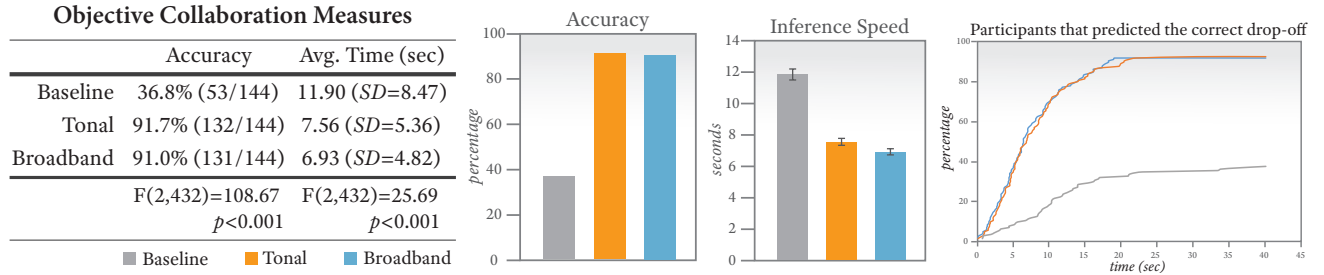 Objective Collaboration Measures
Accuracy Avg. Time (sec)
Baseline 36.8% (53/144) 11.90 (SD=8.47)
Tonal 91.7% (132/144) 7.56 (SD=5.36)
Broadband 91.0% (131/144) 6.93 (SD=4.82)
F(2,432)=108.67 F(2,432)=25.69
p<0.001 p<0.001
Baseline Tonal Broadband
Accuracy
percentage
100
80
60
40
20
0
Inference Speed
seconds
14
12
10
8
6
4
2
0
Participants that predicted the correct drop-off
percentage
100
80
60
40
20
0
0 5 10 15 20 25 30 35 40 45
time (sec)